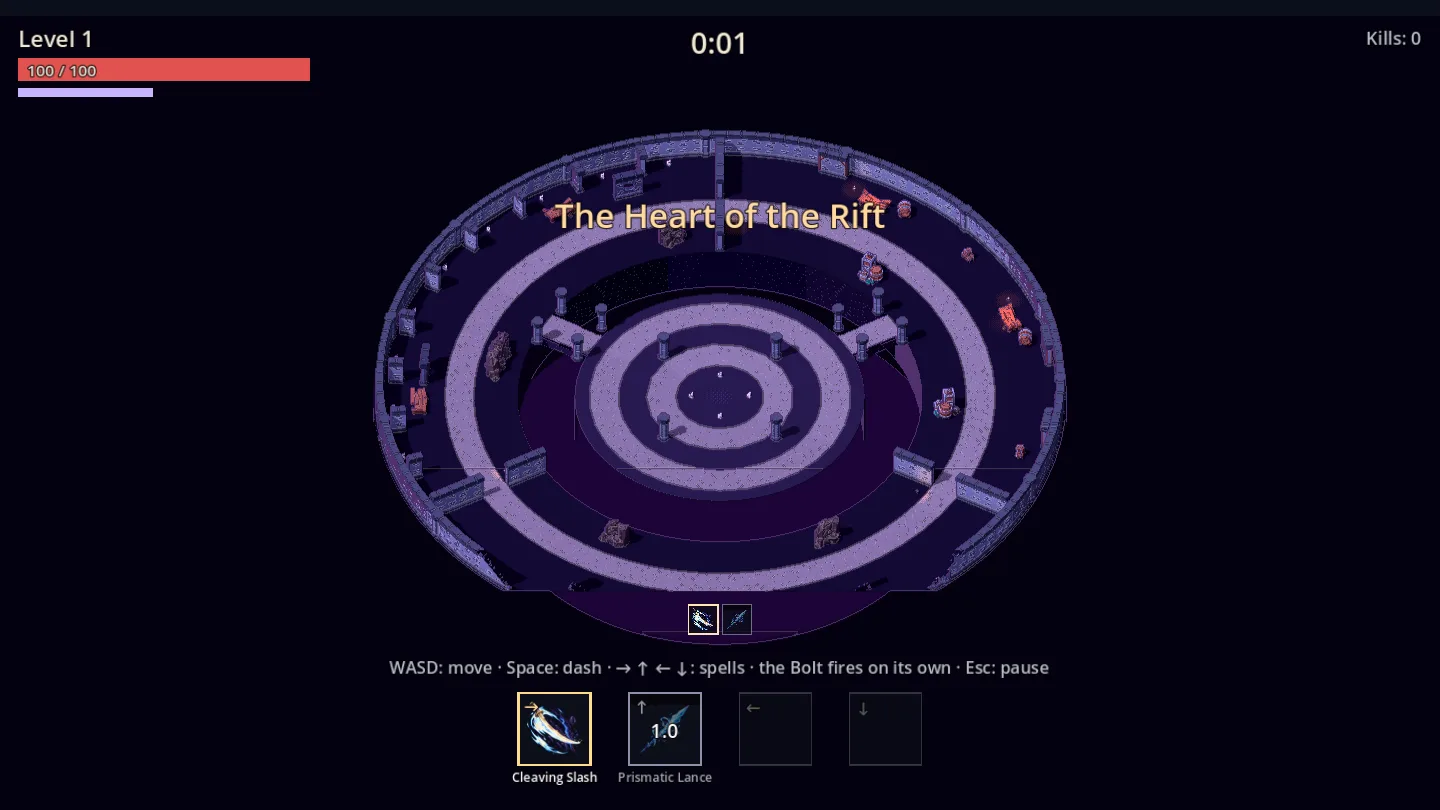 Level 1
0:01
Kills: 0
100 / 100
The Heart of the Rift
WASD: move · Space: dash · → ↑ ← ↓: spells · the Bolt fires on its own · Esc: pause
→
↑
←
↓
1.0
Cleaving Slash
Prismatic Lance